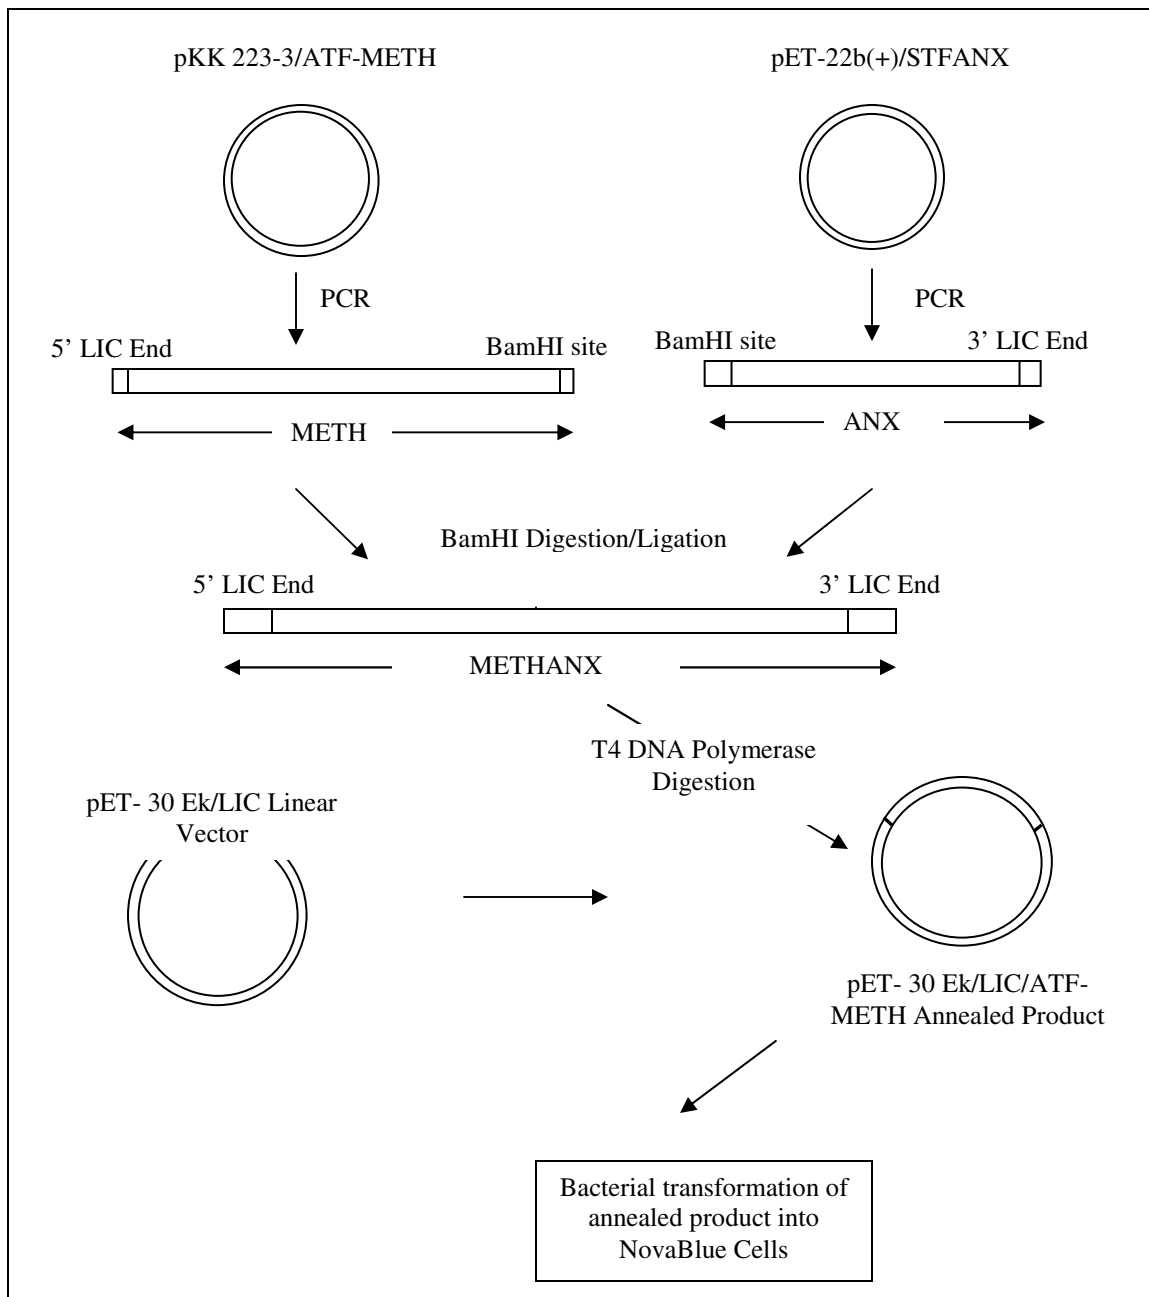 pKK 223-3/ATF-METH
pET-22b(+)/STFANX
PCR
PCR
5’ LIC End
BamHI site
BamHI site
3’ LIC End
METH
ANX
BamHI Digestion/Ligation
5’ LIC End
3’ LIC End
METHANX
T4 DNA Polymerase
Digestion
pET- 30 Ek/LIC Linear
Vector
pET- 30 Ek/LIC/ATF-
METH Annealed Product
Bacterial transformation of
annealed product into
NovaBlue Cells